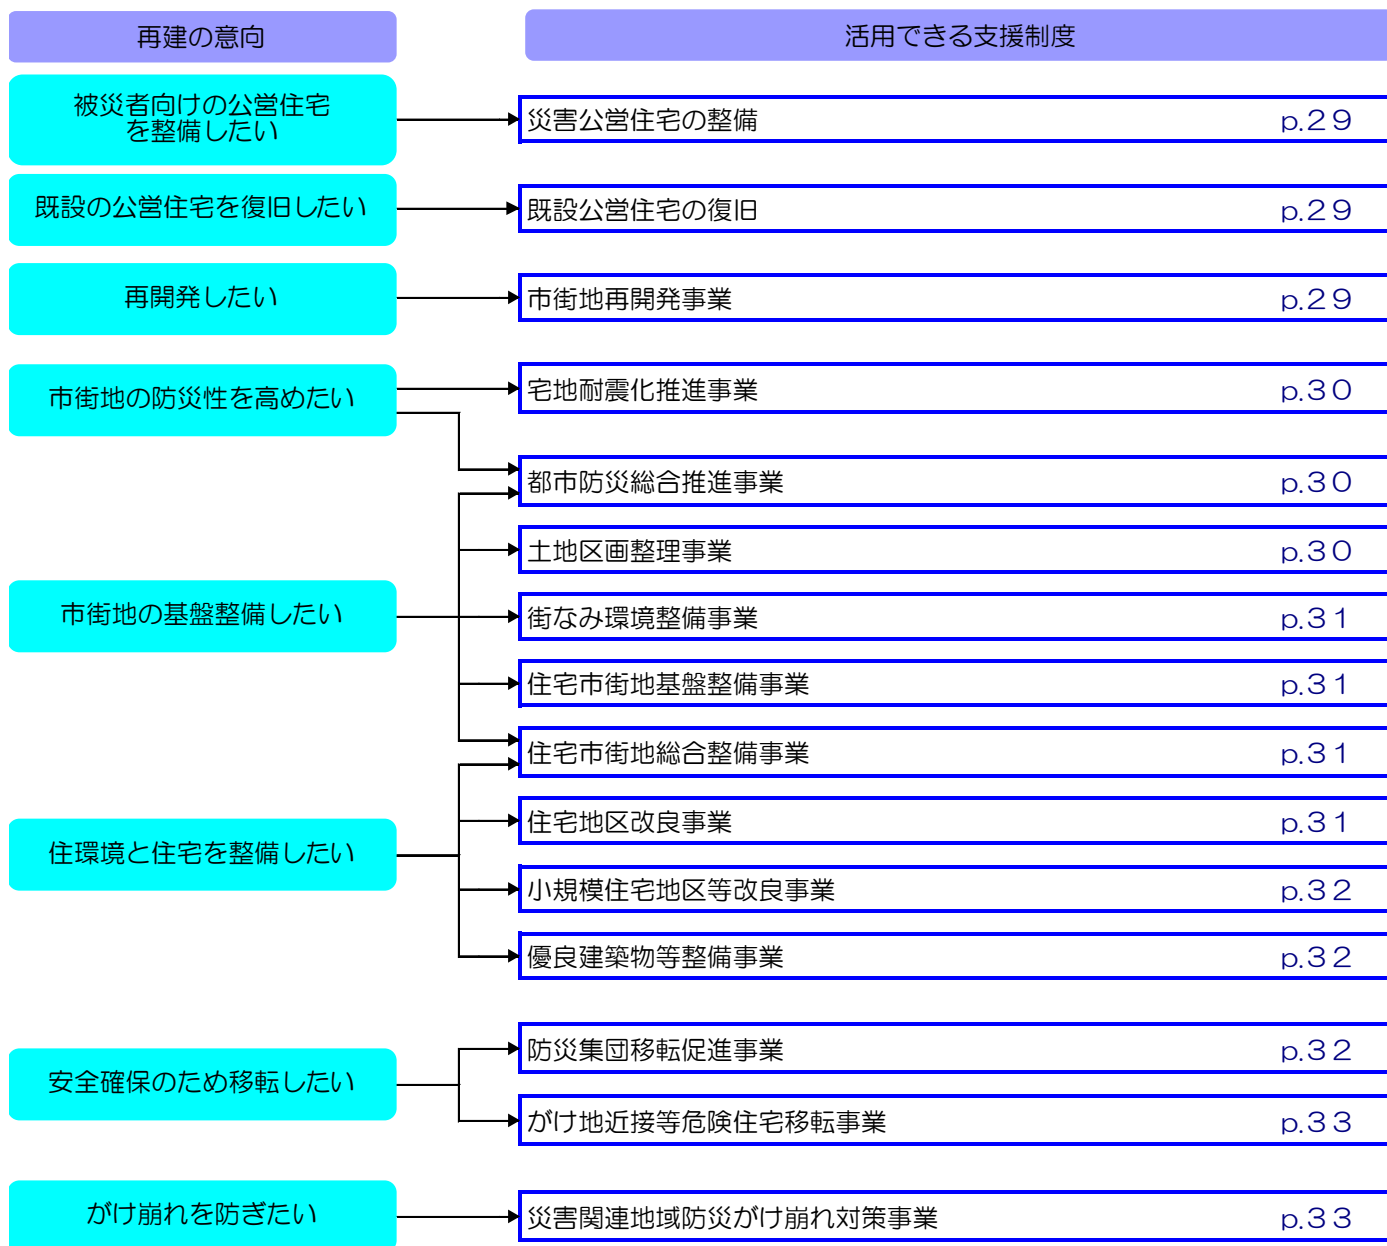 再建の意向
活用できる支援制度
被災者向けの公営住宅
を整備したい
災害公営住宅の整備 p.29
既設の公営住宅を復旧したい
既設公営住宅の復旧 p.29
再開発したい
市街地再開発事業 p.29
市街地の防災性を高めたい
宅地耐震化推進事業 p.30
都市防災総合推進事業 p.30
土地区画整理事業 p.30
市街地の基盤整備したい
街なみ環境整備事業 p.31
住宅市街地基盤整備事業 p.31
住宅市街地総合整備事業 p.31
住宅地区改良事業 p.31
住環境と住宅を整備したい
小規模住宅地区等改良事業 p.32
優良建築物等整備事業 p.32
防災集団移転促進事業 p.32
安全確保のため移転したい
がけ地近接等危険住宅移転事業 p.33
がけ崩れを防ぎたい
災害関連地域防災がけ崩れ対策事業 p.33